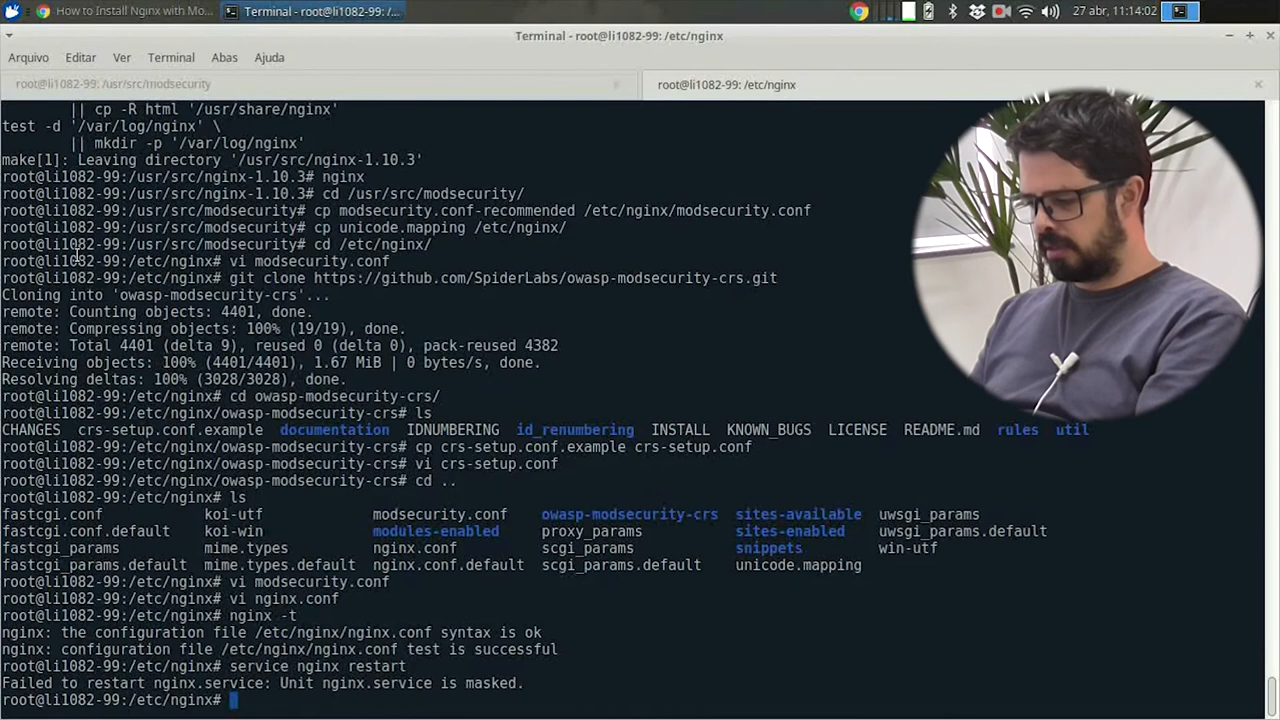 How to Install Nginx with Mo...
Terminal - root@li1082-99: /...
27 abr, 11:14:02
Terminal - root@li1082-99: /etc/nginx
Arquivo Editar Ver Terminal Abas Ajuda
root@li1082-99: /usr/src/modsecurity
root@li1082-99: /etc/nginx
|| cp -R html '/usr/share/nginx'
test -d '/var/log/nginx' \
|| mkdir -p '/var/log/nginx'
make[1]: Leaving directory '/usr/src/nginx-1.10.3'
root@li1082-99:/usr/src/nginx-1.10.3# nginx
root@li1082-99:/usr/src/nginx-1.10.3# cd /usr/src/modsecurity/
root@li1082-99:/usr/src/modsecurity# cp modsecurity.conf-recommended /etc/nginx/modsecurity.conf
root@li1082-99:/usr/src/modsecurity# cp unicode.mapping /etc/nginx/
root@li1082-99:/usr/src/modsecurity# cd /etc/nginx/
root@li1082-99:/etc/nginx# vi modsecurity.conf
root@li1082-99:/etc/nginx# git clone https://github.com/SpiderLabs/owasp-modsecurity-crs.git
Cloning into 'owasp-modsecurity-crs'...
remote: Counting objects: 4401, done.
remote: Compressing objects: 100% (19/19), done.
remote: Total 4401 (delta 9), reused 0 (delta 0), pack-reused 4382
Receiving objects: 100% (4401/4401), 1.67 MiB | 0 bytes/s, done.
Resolving deltas: 100% (3028/3028), done.
root@li1082-99:/etc/nginx# cd owasp-modsecurity-crs/
root@li1082-99:/etc/nginx/owasp-modsecurity-crs# ls
CHANGES crs-setup.conf.example documentation IDNUMBERING id_renumbering INSTALL KNOWN_BUGS LICENSE README.md rules util
root@li1082-99:/etc/nginx/owasp-modsecurity-crs# cp crs-setup.conf.example crs-setup.conf
root@li1082-99:/etc/nginx/owasp-modsecurity-crs# vi crs-setup.conf
root@li1082-99:/etc/nginx/owasp-modsecurity-crs# cd ..
root@li1082-99:/etc/nginx# ls
fastcgi.conf koi-utf modsecurity.conf owasp-modsecurity-crs sites-available uwsgi_params
fastcgi.conf.default koi-win modules-enabled proxy_params sites-enabled uwsgi_params.default
fastcgi_params mime.types nginx.conf scgi_params snippets win-utf
fastcgi_params.default mime.types.default nginx.conf.default scgi_params.default unicode.mapping
root@li1082-99:/etc/nginx# vi modsecurity.conf
root@li1082-99:/etc/nginx# vi nginx.conf
root@li1082-99:/etc/nginx# nginx -t
nginx: the configuration file /etc/nginx/nginx.conf syntax is ok
nginx: configuration file /etc/nginx/nginx.conf test is successful
root@li1082-99:/etc/nginx# service nginx restart
Failed to restart nginx.service: Unit nginx.service is masked.
root@li1082-99:/etc/nginx#